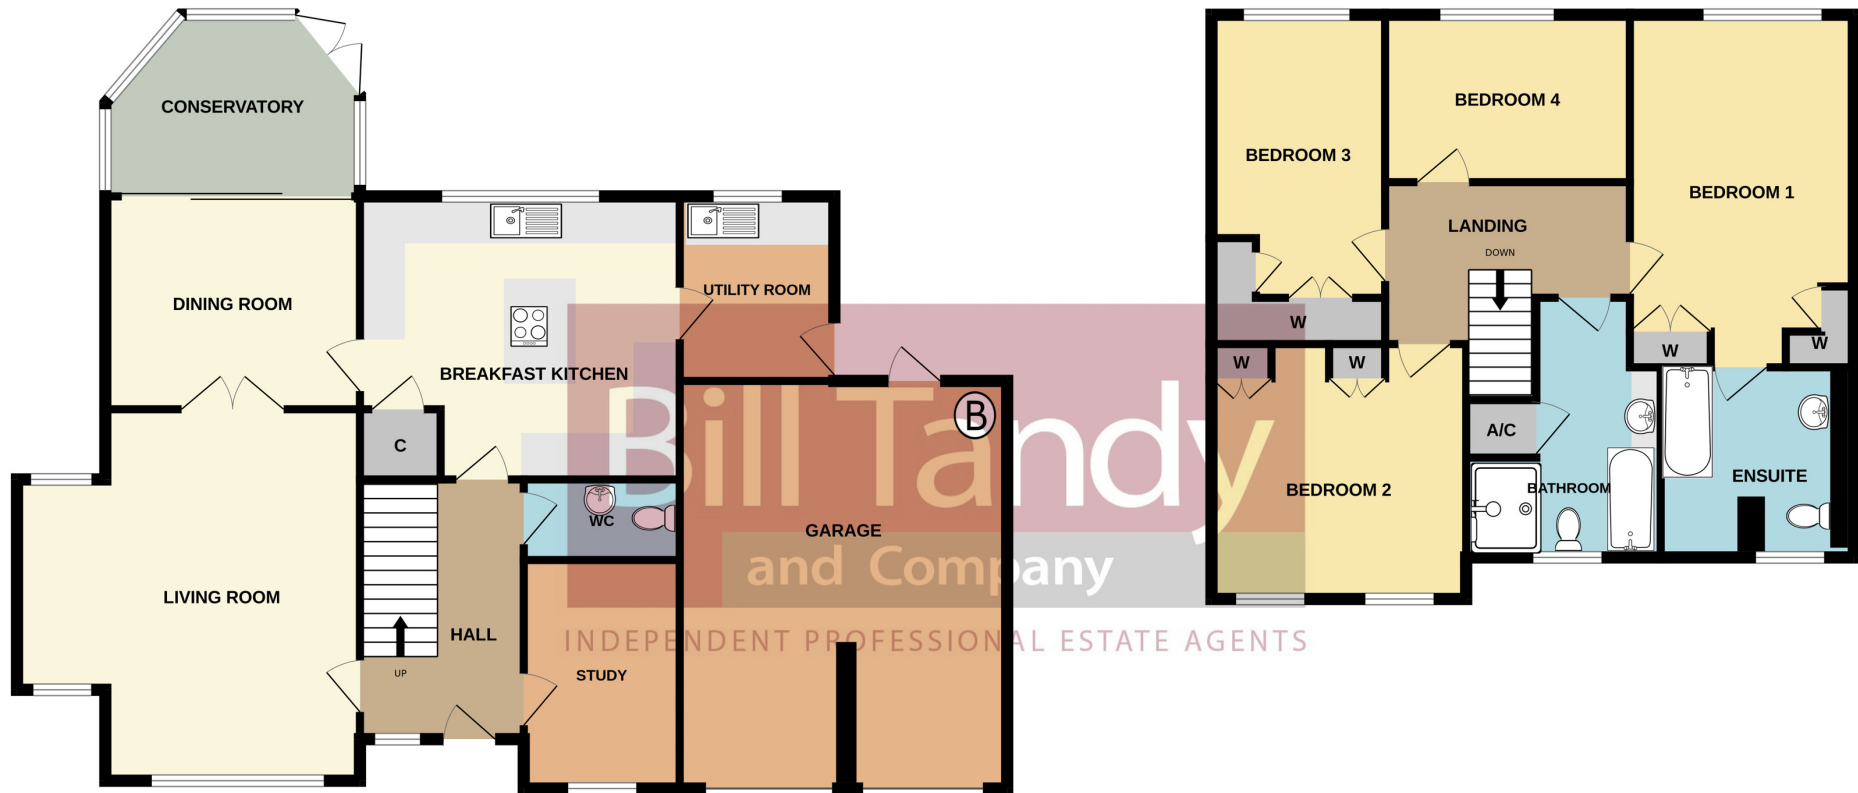 CONSERVATORY
DINING ROOM
BREAKFAST KITCHEN
UTILITY ROOM
C
WC
LIVING ROOM
HALL
UP
STUDY
GARAGE
B
BEDROOM 3
BEDROOM 4
BEDROOM 1
LANDING
DOWN
W
W
W
W
W
A/C
BEDROOM 2
BATHROOM
ENSUITE
Bill Tandy
and Company
INDEPENDENT PROFESSIONAL ESTATE AGENTS